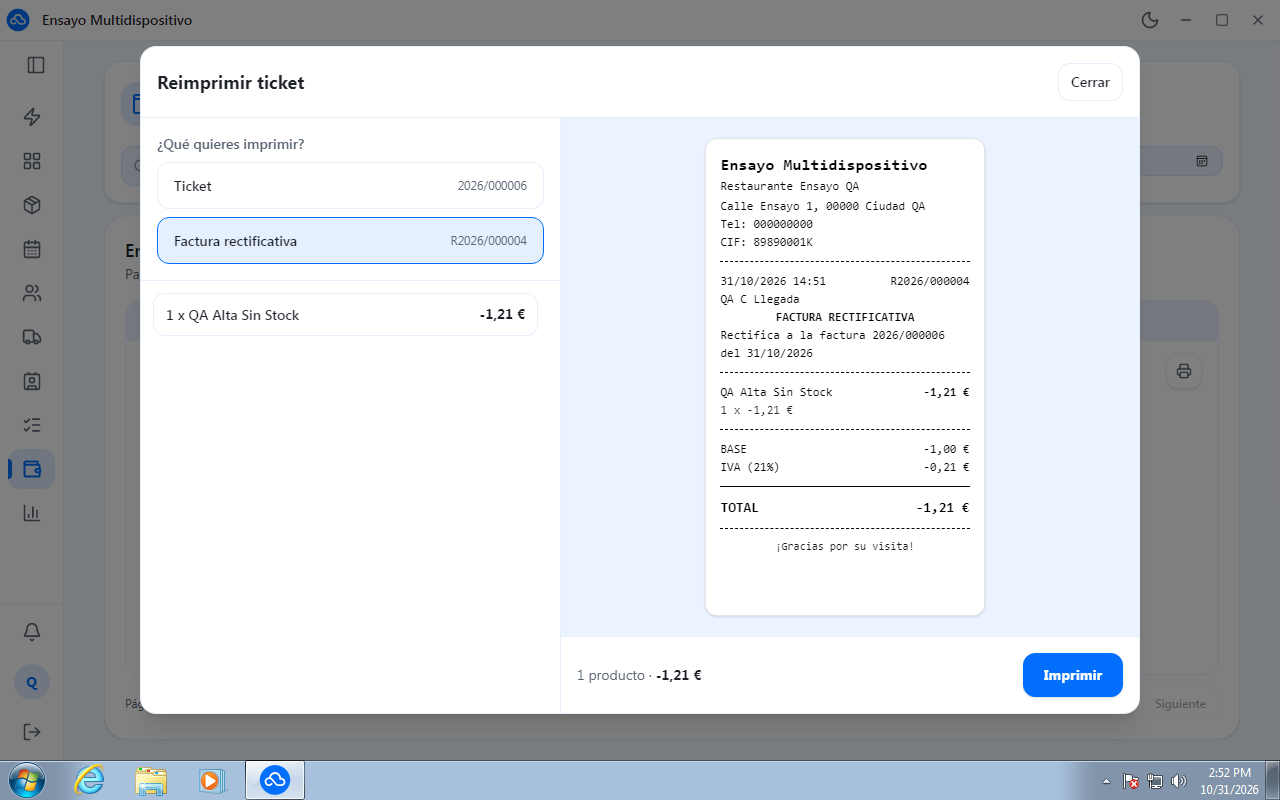 Ensayo Multidispositivo
Reimprimir ticket
Cerrar
¿Qué quieres imprimir?
Ticket 2026/000006
Factura rectificativa R2026/000004
1 x QA Alta Sin Stock -1,21 €
Ensayo Multidispositivo
Restaurante Ensayo QA
Calle Ensayo 1, 00000 Ciudad QA
Tel: 000000000
CIF: 89890001K
31/10/2026 14:51 R2026/000004
QA C Llegada
FACTURA RECTIFICATIVA
Rectifica a la factura 2026/000006
del 31/10/2026
QA Alta Sin Stock -1,21 €
1 x -1,21 €
BASE -1,00 €
IVA (21%) -0,21 €
TOTAL -1,21 €
¡Gracias por su visita!
1 producto · -1,21 €
Imprimir
Siguiente
Q
2:52 PM
10/31/2026